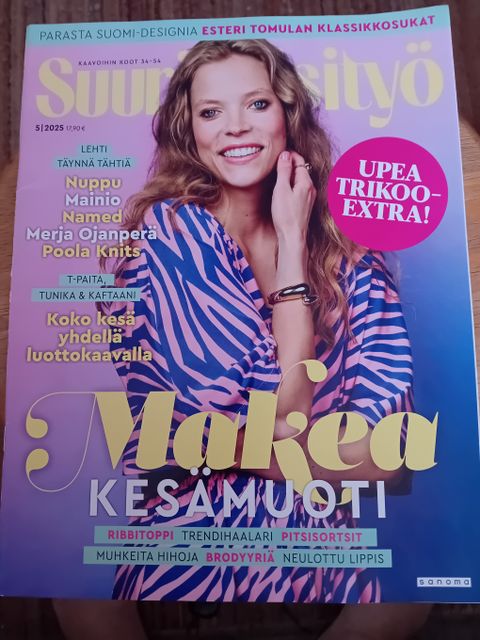 PARASTA SUOMI-DESIGNIA ESTERI TOMULAN KLASSIKKOSUKAT
KAAVOIHIN KOOT 34-54
Suuri Käsityö
5|2025 17,90 €
LEHTI
TÄYNNÄ TÄHTIÄ
Nuppu
Mainio
Named
Merja Ojanperä
Poola Knits
UPEA
TRIKOO-
EXTRA!
T-PAITA,
TUNIKA & KAFTAANI
Koko kesä
yhdellä
luottokaavalla
Makea
KESÄMUOTI
RIBBITOPPI TRENDIHAALARI PITSISORTSIT
MUHKEITA HIHOJA BRODYYRIÄ NEULOTTU LIPPIS
sanoma